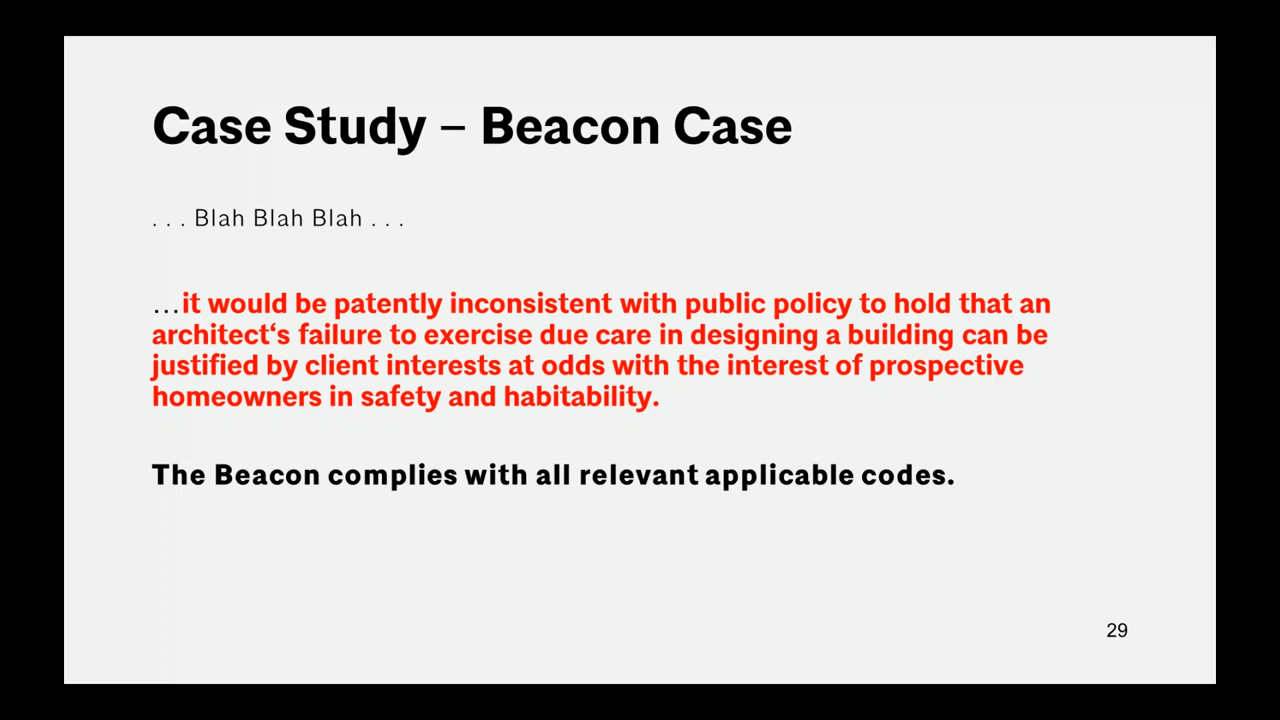 Case Study – Beacon Case
. . . Blah Blah Blah . . .
...it would be patently inconsistent with public policy to hold that an
architect‘s failure to exercise due care in designing a building can be
justified by client interests at odds with the interest of prospective
homeowners in safety and habitability.
The Beacon complies with all relevant applicable codes.
29